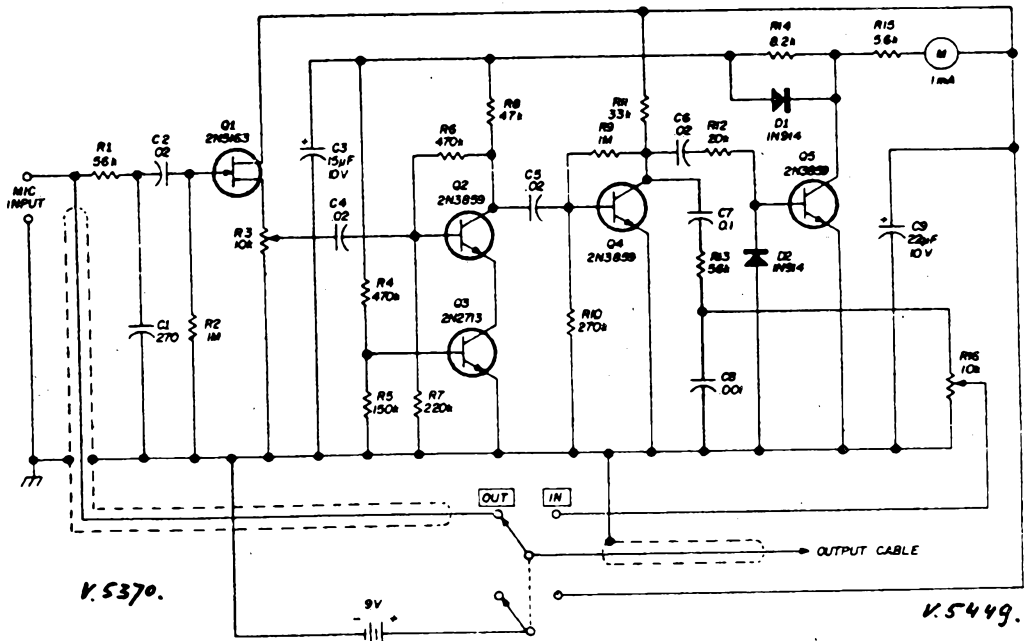 R14
8.2k
R15
5.6k
M
1mA
D1
1N914
R8
47k
R11
33k
R9
1M
C6
.02
R12
20k
Q5
2N3859
R1
56k
C2
.02
Q1
2N5163
C3
15µF
10V
R6
470k
Q2
2N3859
C5
.02
Q4
2N3859
C7
0.1
R13
56k
D2
1N914
C9
22µF
10V
MIC
INPUT
R3
10k
C4
.02
R4
470k
Q3
2N2713
R10
270k
C1
270
R2
1M
R5
150k
R7
220k
C8
.001
R16
10k
OUT
IN
OUTPUT CABLE
9V
- +
V.5370.
V.5449.